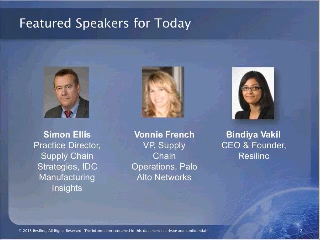 Featured Speakers for Today
Simon Ellis
Practice Director,
Supply Chain
Strategies, IDC
Manufacturing
Insights
Vonnie French
VP, Supply
Chain
Operations, Palo
Alto Networks
Bindiya Vakil
CEO & Founder,
Resilinc